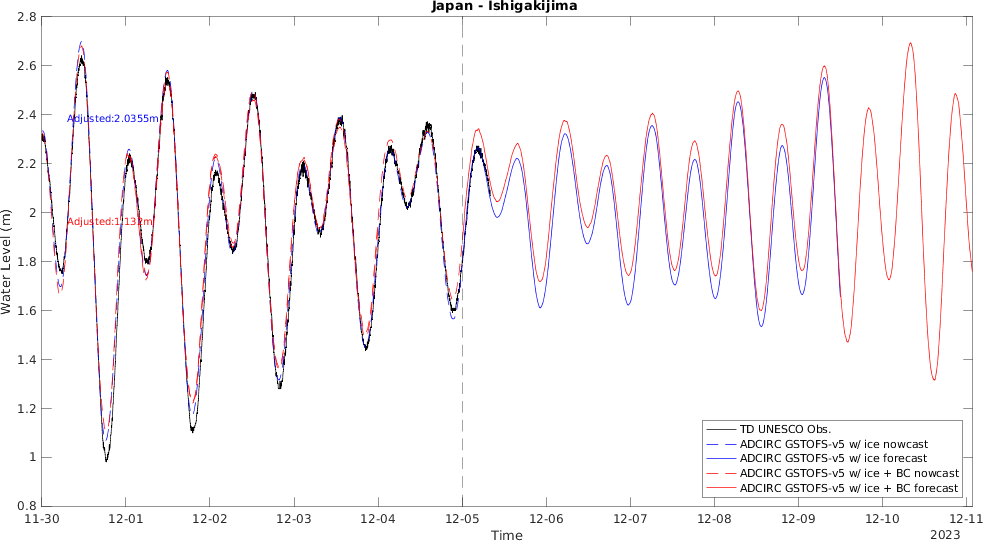 Japan - Ishigakijima
2.8
2.6
2.4
2.2
2
1.8
1.6
1.4
1.2
1
0.8
Water Level (m)
Adjusted:2.0355m
Adjusted:1.132m
TD UNESCO Obs.
ADCIRC GSTOFS-v5 w/ ice nowcast
ADCIRC GSTOFS-v5 w/ ice forecast
ADCIRC GSTOFS-v5 w/ ice + BC nowcast
ADCIRC GSTOFS-v5 w/ ice + BC forecast
11-30 12-01 12-02 12-03 12-04 12-05 12-06 12-07 12-08 12-09 12-10 12-11
Time
2023